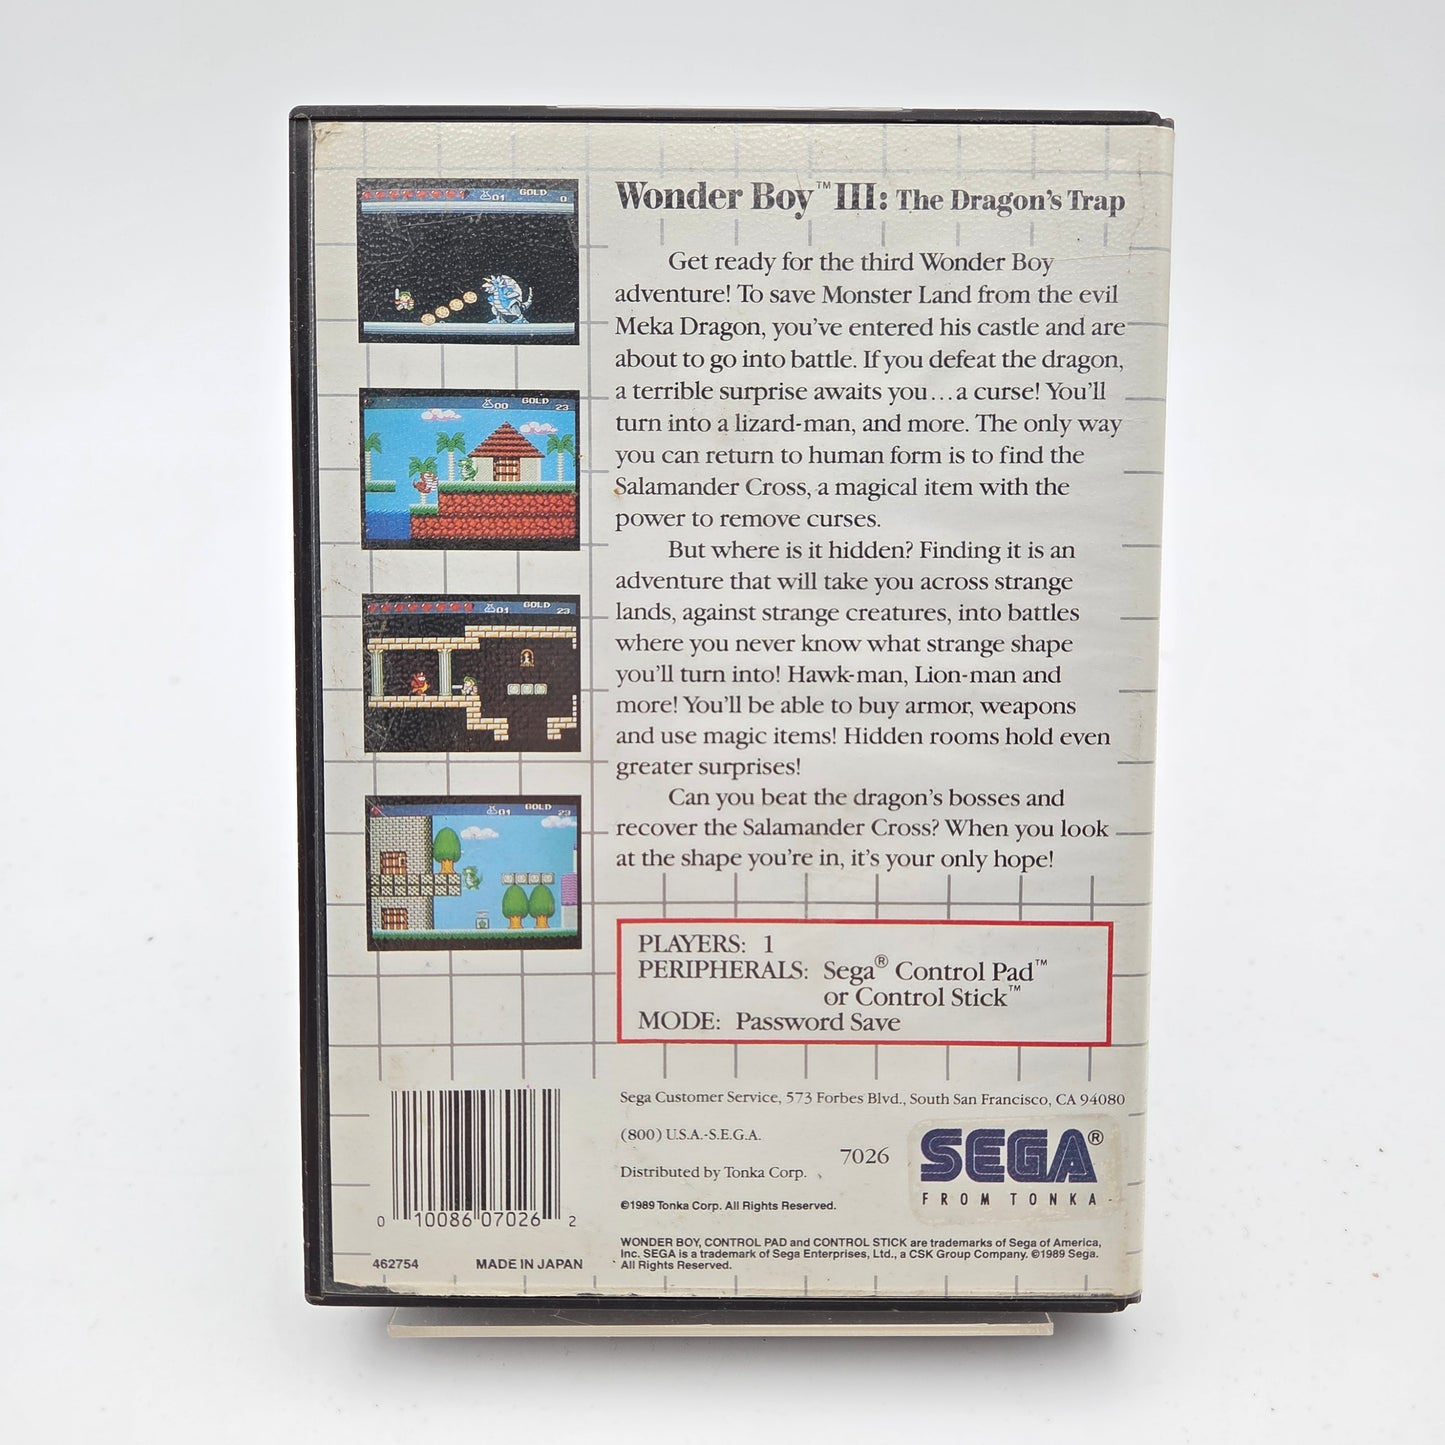 Wonder Boy™ III: The Dragon's Trap
Get ready for the third Wonder Boy
adventure! To save Monster Land from the evil
Meka Dragon, you've entered his castle and are
about to go into battle. If you defeat the dragon,
a terrible surprise awaits you...a curse! You'll
turn into a lizard-man, and more. The only way
you can return to human form is to find the
Salamander Cross, a magical item with the
power to remove curses.
But where is it hidden? Finding it is an
adventure that will take you across strange
lands, against strange creatures, into battles
where you never know what strange shape
you'll turn into! Hawk-man, Lion-man and
more! You'll be able to buy armor, weapons
and use magic items! Hidden rooms hold even
greater surprises!
Can you beat the dragon's bosses and
recover the Salamander Cross? When you look
at the shape you're in, it's your only hope!
01 GOLD
0
00 GOLD
23
01 GOLD
23
01 GOLD
23
PLAYERS: 1
PERIPHERALS: Sega® Control Pad™
or Control Stick™
MODE: Password Save
Sega Customer Service, 573 Forbes Blvd., South San Francisco, CA 94080
(800) U.S.A.-S.E.G.A.
7026
Distributed by Tonka Corp.
©1989 Tonka Corp. All Rights Reserved.
SEGA®
FROM TONKA
WONDER BOY, CONTROL PAD and CONTROL STICK are trademarks of Sega of America,
Inc. SEGA is a trademark of Sega Enterprises, Ltd., a CSK Group Company. ©1989 Sega.
All Rights Reserved.
0 10086 07026 2
462754 MADE IN JAPAN